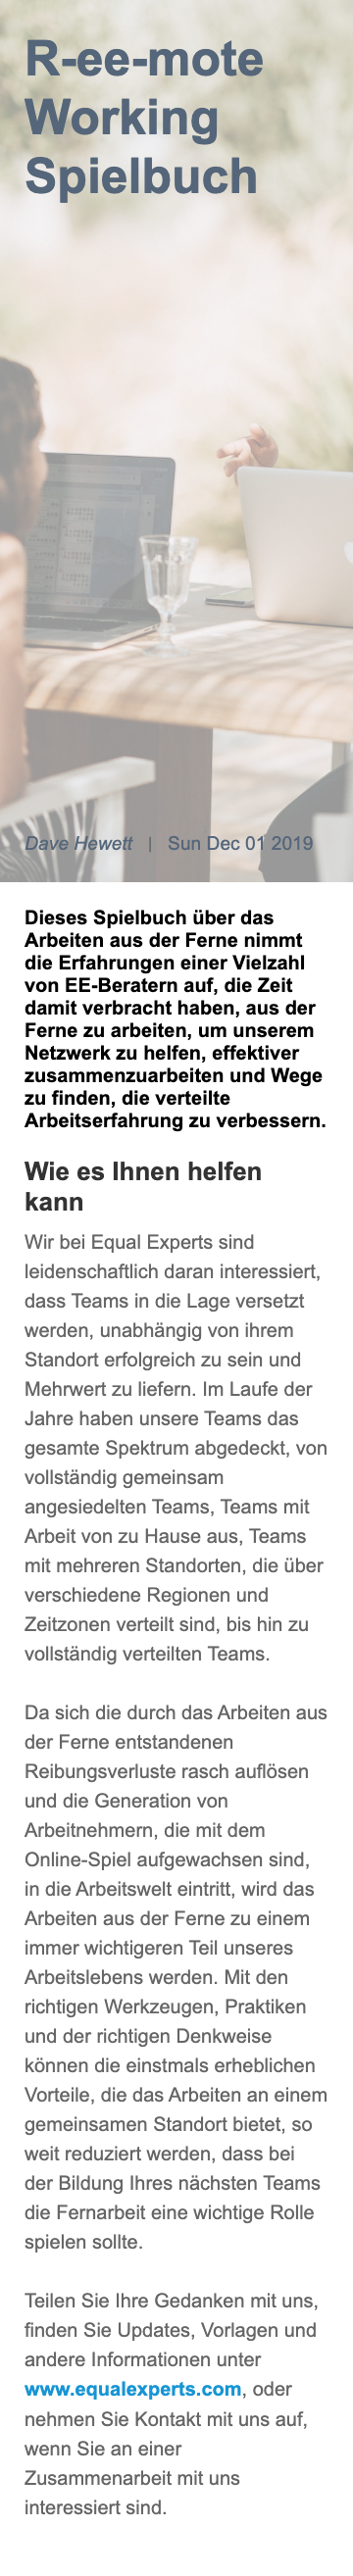 R-ee-mote
Working
Spielbuch
Dave Hewett | Sun Dec 01 2019
Dieses Spielbuch über das
Arbeiten aus der Ferne nimmt
die Erfahrungen einer Vielzahl
von EE-Beratern auf, die Zeit
damit verbracht haben, aus der
Ferne zu arbeiten, um unserem
Netzwerk zu helfen, effektiver
zusammenzuarbeiten und Wege
zu finden, die verteilte
Arbeitserfahrung zu verbessern.
Wie es Ihnen helfen
kann
Wir bei Equal Experts sind
leidenschaftlich daran interessiert,
dass Teams in die Lage versetzt
werden, unabhängig von ihrem
Standort erfolgreich zu sein und
Mehrwert zu liefern. Im Laufe der
Jahre haben unsere Teams das
gesamte Spektrum abgedeckt, von
vollständig gemeinsam
angesiedelten Teams, Teams mit
Arbeit von zu Hause aus, Teams
mit mehreren Standorten, die über
verschiedene Regionen und
Zeitzonen verteilt sind, bis hin zu
vollständig verteilten Teams.
Da sich die durch das Arbeiten aus
der Ferne entstandenen
Reibungsverluste rasch auflösen
und die Generation von
Arbeitnehmern, die mit dem
Online-Spiel aufgewachsen sind,
in die Arbeitswelt eintritt, wird das
Arbeiten aus der Ferne zu einem
immer wichtigeren Teil unseres
Arbeitslebens werden. Mit den
richtigen Werkzeugen, Praktiken
und der richtigen Denkweise
können die einstmals erheblichen
Vorteile, die das Arbeiten an einem
gemeinsamen Standort bietet, so
weit reduziert werden, dass bei
der Bildung Ihres nächsten Teams
die Fernarbeit eine wichtige Rolle
spielen sollte.
Teilen Sie Ihre Gedanken mit uns,
finden Sie Updates, Vorlagen und
andere Informationen unter
www.equalexperts.com, oder
nehmen Sie Kontakt mit uns auf,
wenn Sie an einer
Zusammenarbeit mit uns
interessiert sind.